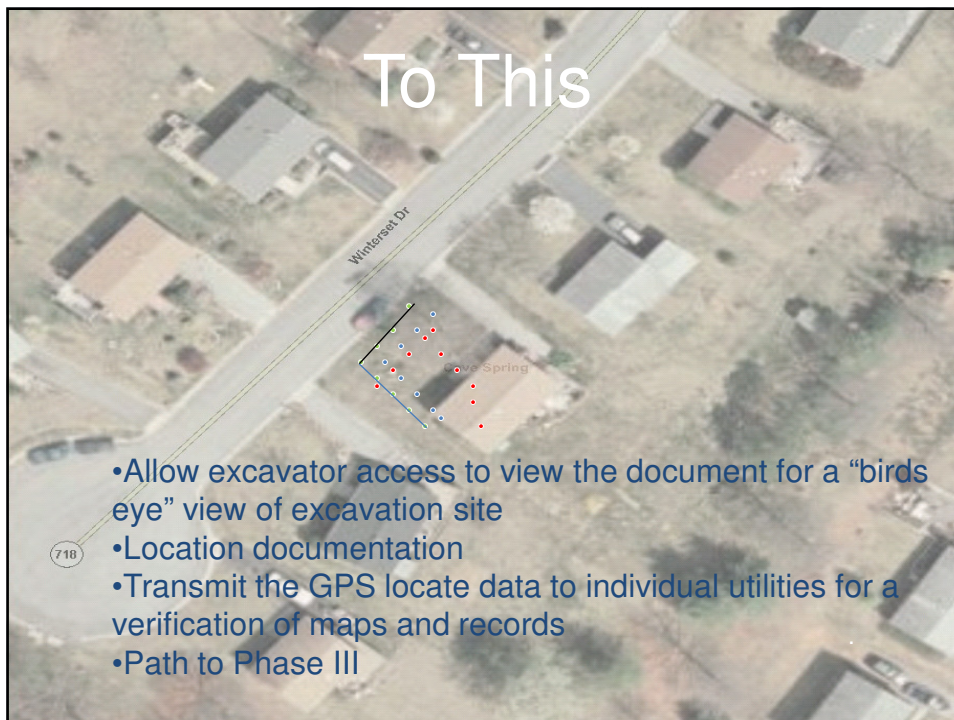 To This
Winterset Dr
Cave Spring
•Allow excavator access to view the document for a “birds
eye” view of excavation site
•Location documentation
718
•Transmit the GPS locate data to individual utilities for a
verification of maps and records
•Path to Phase III